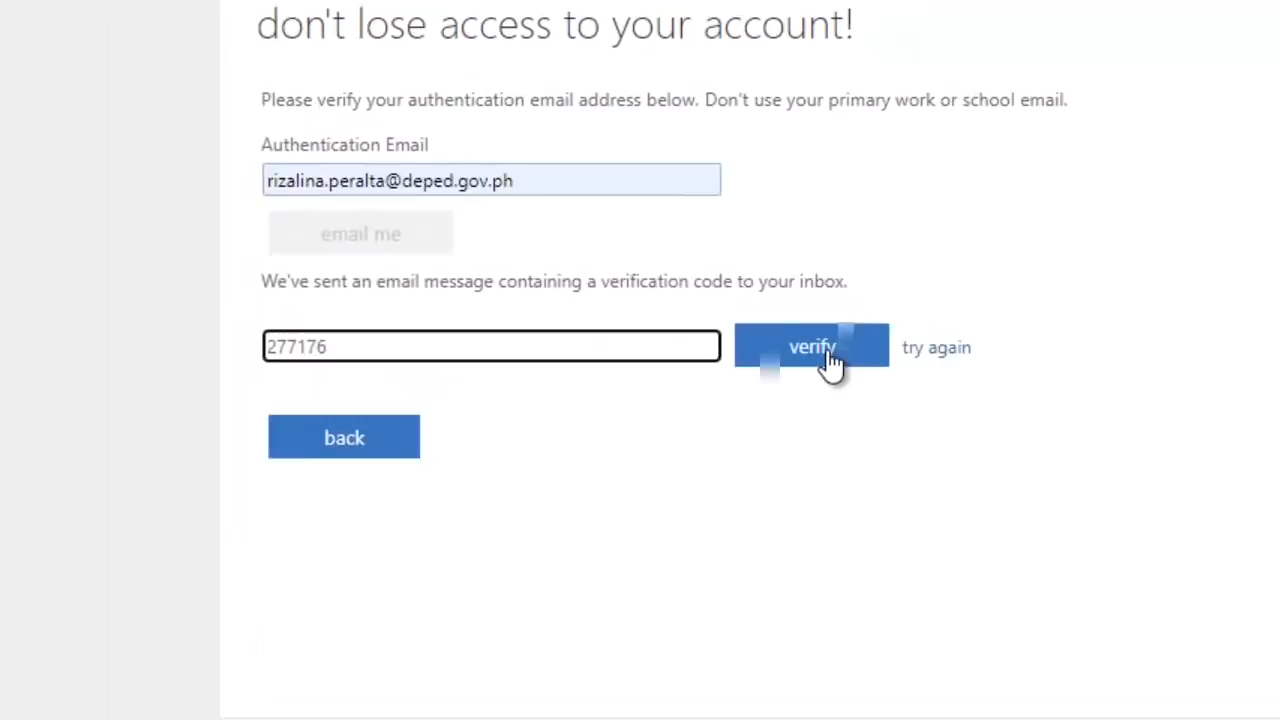 don't lose access to your account!
Please verify your authentication email address below. Don't use your primary work or school email.
Authentication Email
rizalina.peralta@deped.gov.ph
email me
We've sent an email message containing a verification code to your inbox.
277176 verify try again
back